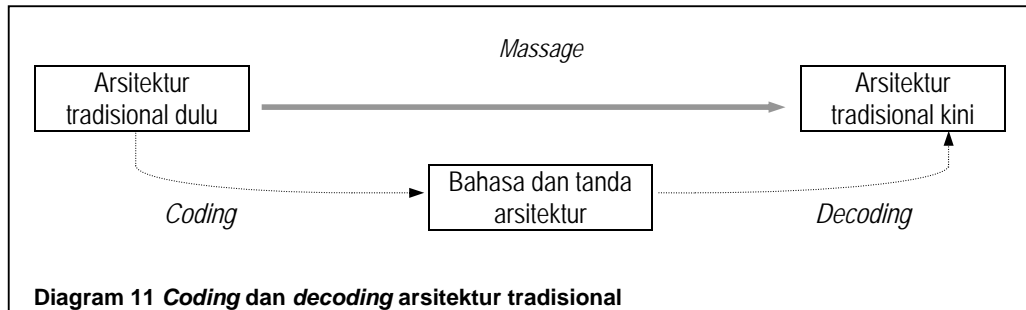 Massage
Arsitektur
tradisional dulu
Arsitektur
tradisional kini
Bahasa dan tanda
arsitektur
Coding
Decoding
Diagram 11 Coding dan decoding arsitektur tradisional